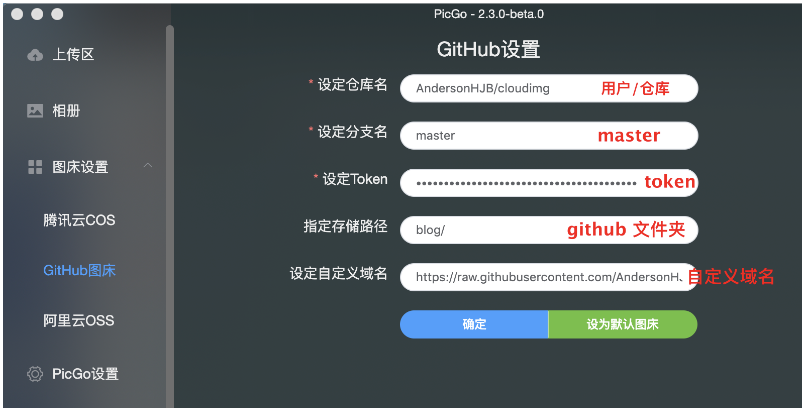 PicGo - 2.3.0-beta.0
上传区
相册
图床设置
腾讯云COS
GitHub图床
阿里云OSS
PicGo设置
GitHub设置
* 设定仓库名 AndersonHJB/cloudimg 用户/仓库
* 设定分支名 master master
* 设定Token •••••••••••••••••••••••••••••••••••••••• token
指定存储路径 blog/ github 文件夹
设定自定义域名 https://raw.githubusercontent.com/AndersonH 自定义域名
确定 设为默认图床